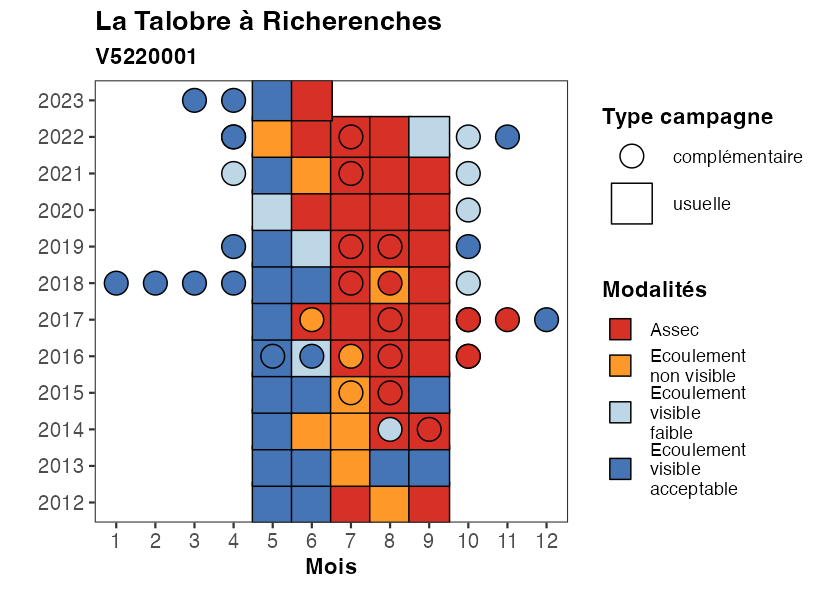 La Talobre à Richerenches
V5220001
2023
2022
2021
2020
2019
2018
2017
2016
2015
2014
2013
2012
1 2 3 4 5 6 7 8 9 10 11 12
Mois
Type campagne
complémentaire
usuelle
Modalités
Assec
Ecoulement
non visible
Ecoulement
visible
faible
Ecoulement
visible
acceptable